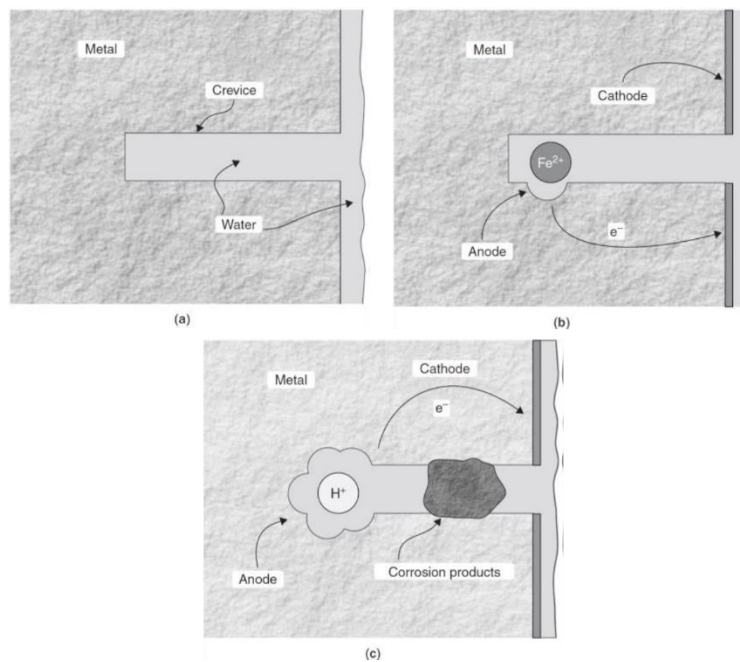 Metal
Crevice
Water
(a)
Metal
Cathode
Fe²⁺
Anode
e⁻
(b)
Metal
Cathode
e⁻
H⁺
Anode
Corrosion products
(c)